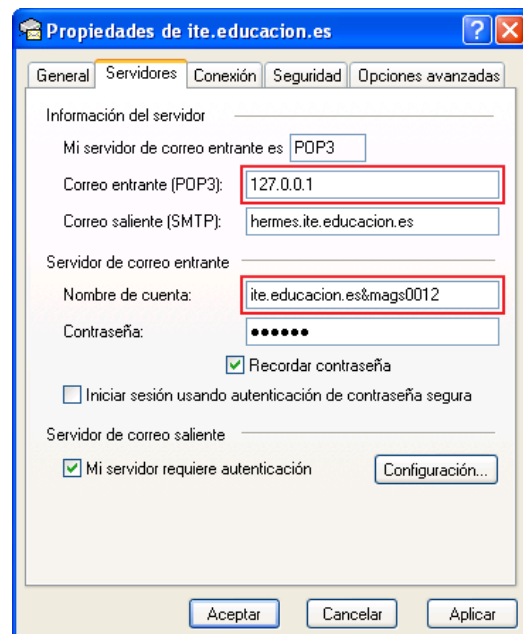 Propiedades de ite.educacion.es
General Servidores Conexión Seguridad Opciones avanzadas
Información del servidor
Mi servidor de correo entrante es POP3
Correo entrante (POP3): 127.0.0.1
Correo saliente (SMTP): hermes.ite.educacion.es
Servidor de correo entrante
Nombre de cuenta: ite.educacion.es&mags0012
Contraseña: ●●●●●●
Recordar contraseña
Iniciar sesión usando autenticación de contraseña segura
Servidor de correo saliente
Mi servidor requiere autenticación Configuración...
Aceptar Cancelar Aplicar